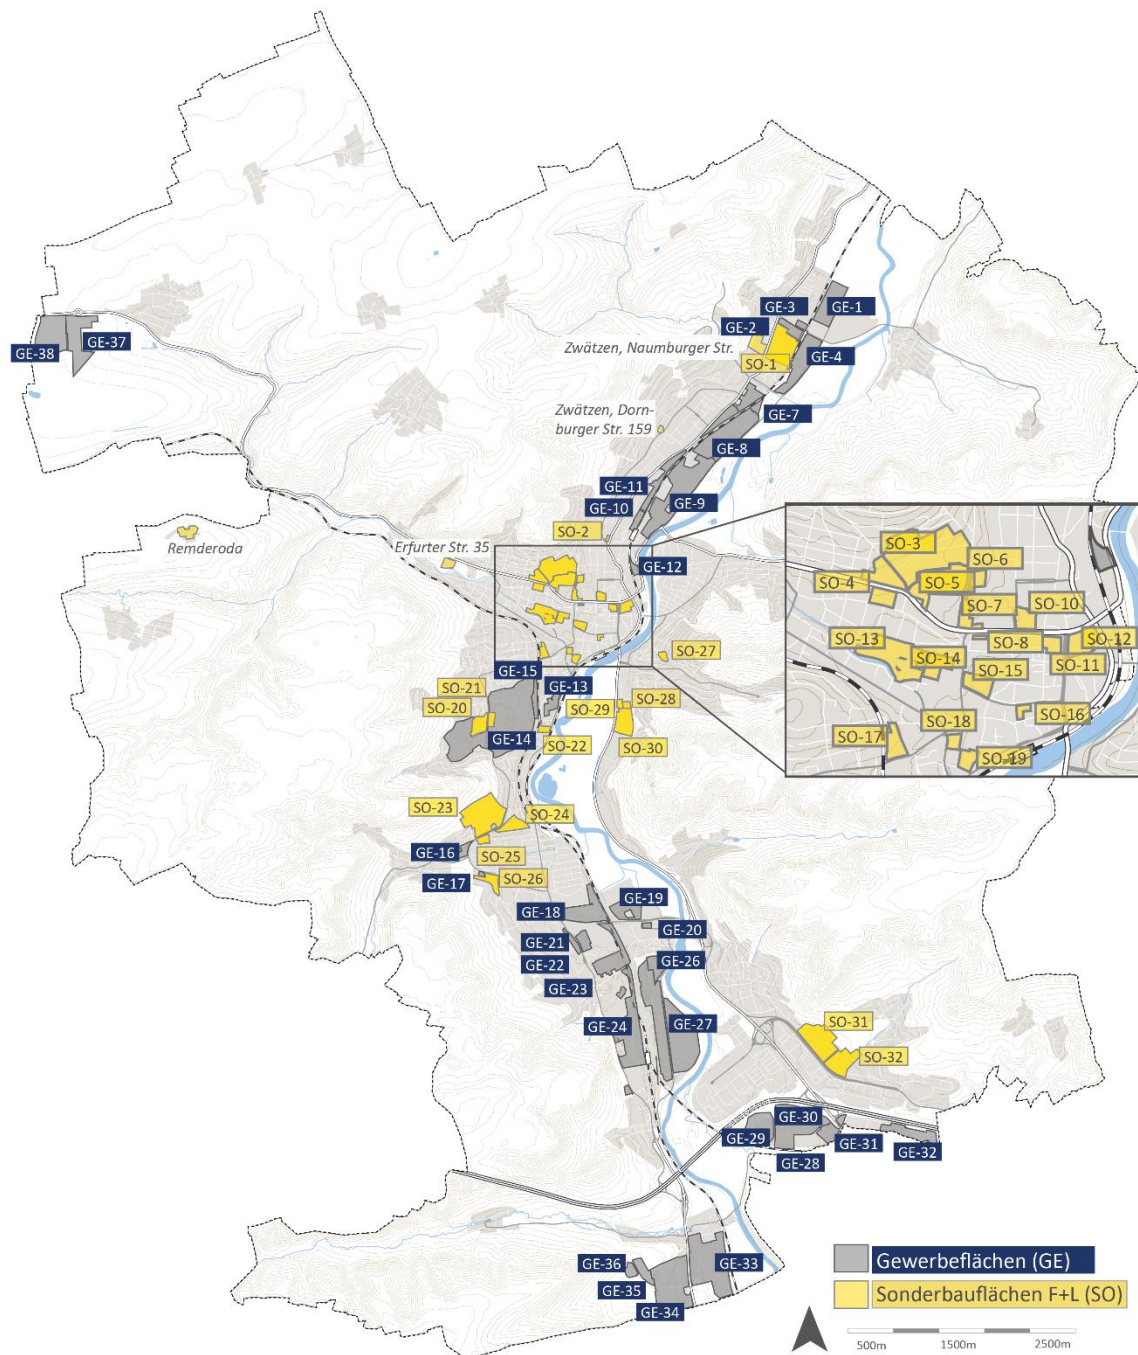 GE-3
GE-1
GE-2
Zwätzen, Naumburger Str.
GE-4
SO-1
GE-38
GE-37
Zwätzen, Dorn-
burger Str. 159
GE-7
GE-8
GE-11
GE-10
GE-9
SO-2
Remderoda
Erfurter Str. 35
GE-12
SO-3
SO-6
SO-4
SO-5
SO-7
SO-10
SO-13
SO-8
SO-12
SO-14
SO-11
SO-15
SO-16
SO-18
SO-17
SO-19
SO-27
GE-15
GE-13
SO-21
SO-20
SO-29
SO-28
GE-14
SO-22
SO-30
SO-23
SO-24
GE-16
SO-25
GE-17
SO-26
GE-19
GE-18
GE-20
GE-21
GE-22
GE-26
GE-23
GE-24
GE-27
SO-31
SO-32
GE-30
GE-29
GE-31
GE-32
GE-28
GE-36
GE-33
GE-35
GE-34
Gewerbeflächen (GE)
Sonderbauflächen F+L (SO)
500m
1500m
2500m